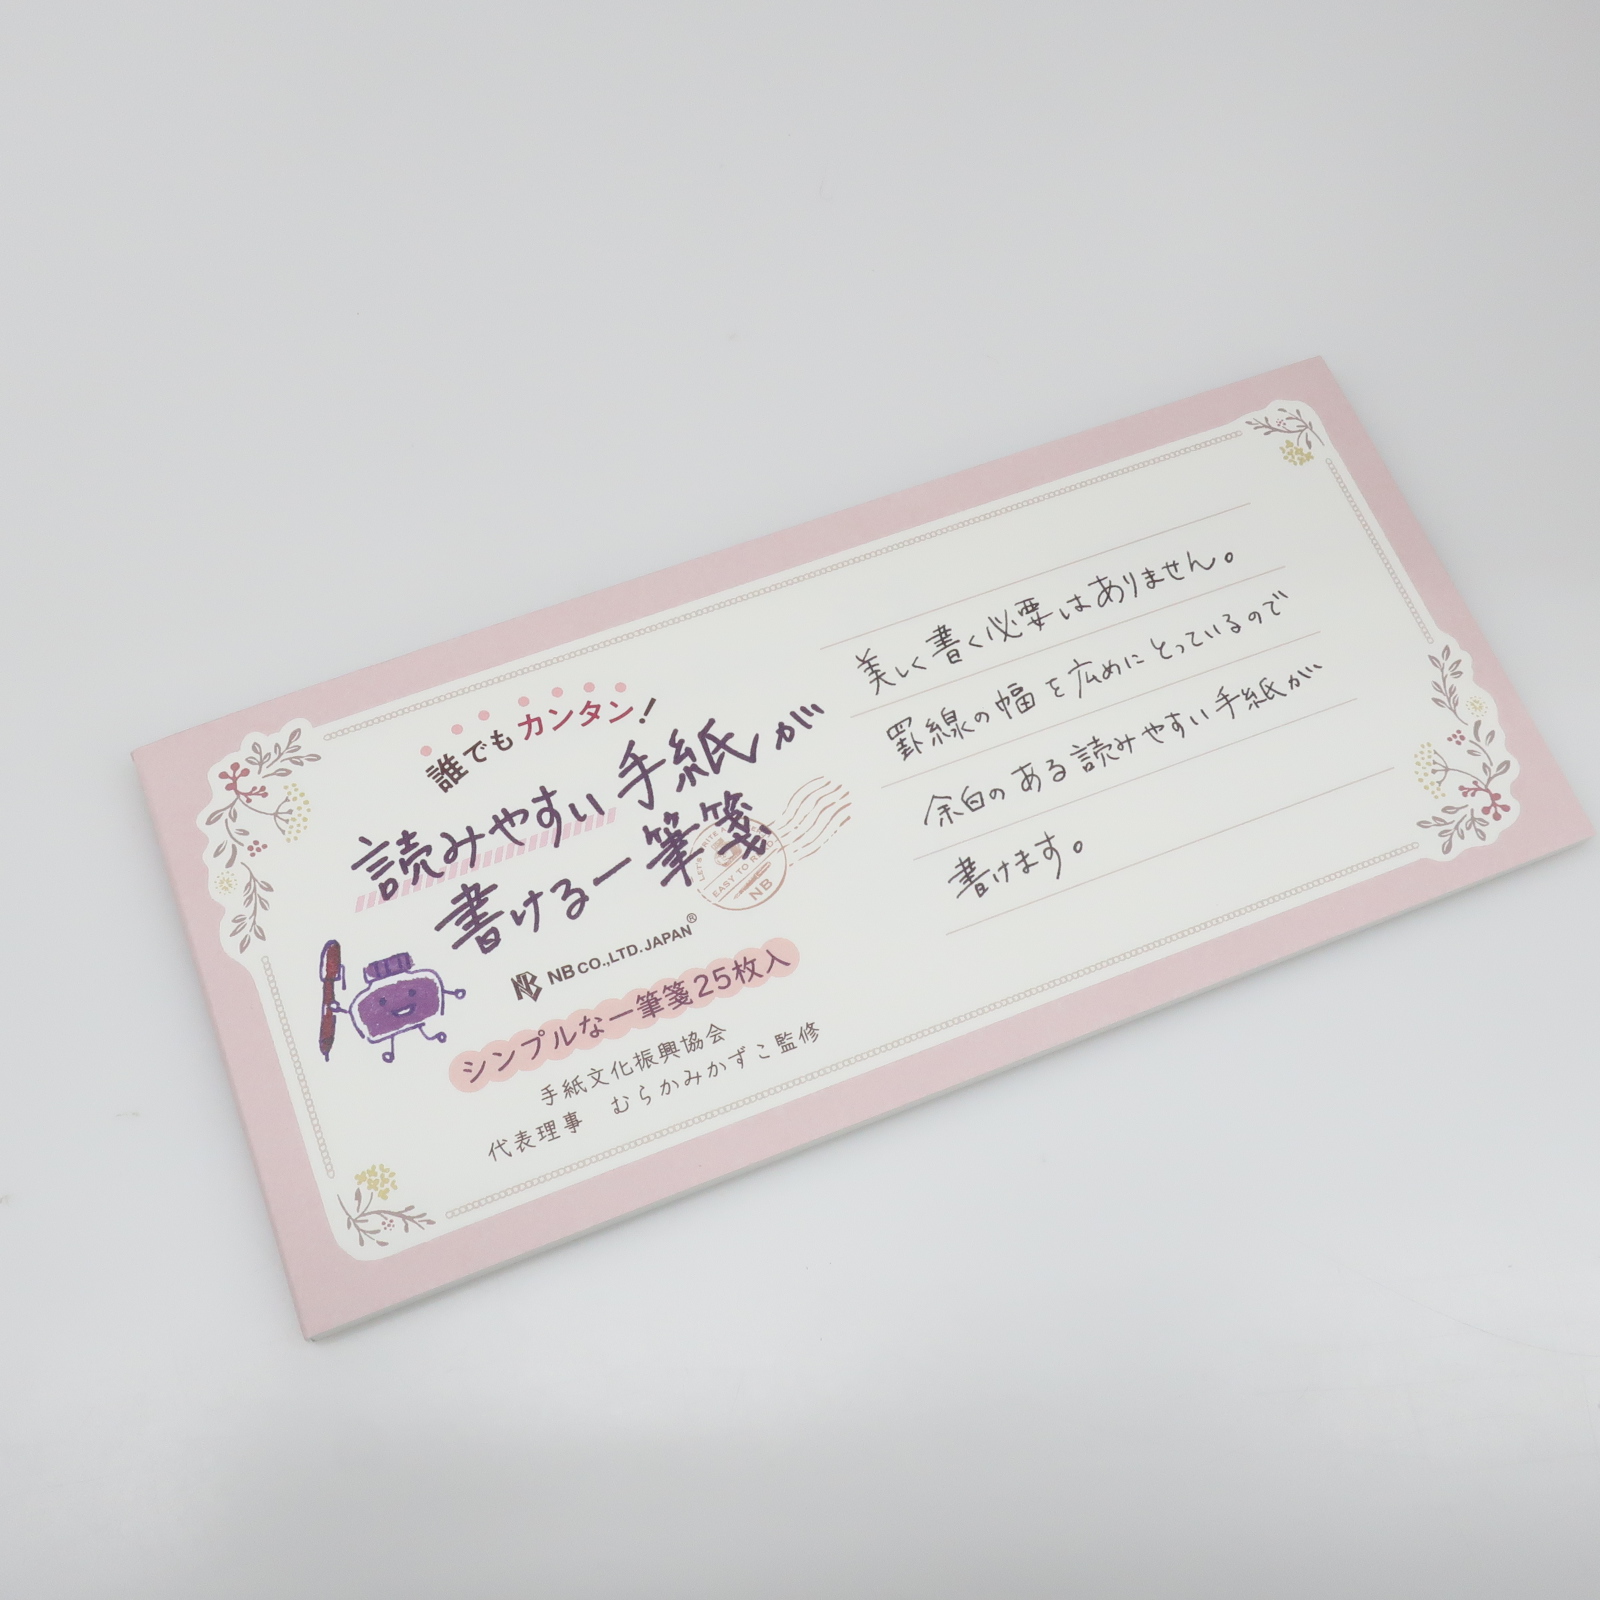 誰でもカンタン!
読みやすい手紙が
書ける一筆箋
EASY TO READ
NB
NB CO.,LTD. JAPAN®
シンプルな一筆箋25枚入
手紙文化振興協会
代表理事 むらかみかずこ監修
美しく書く必要はありません。
罫線の幅を広めにとっているので
余白のある読みやすい手紙が
書けます。